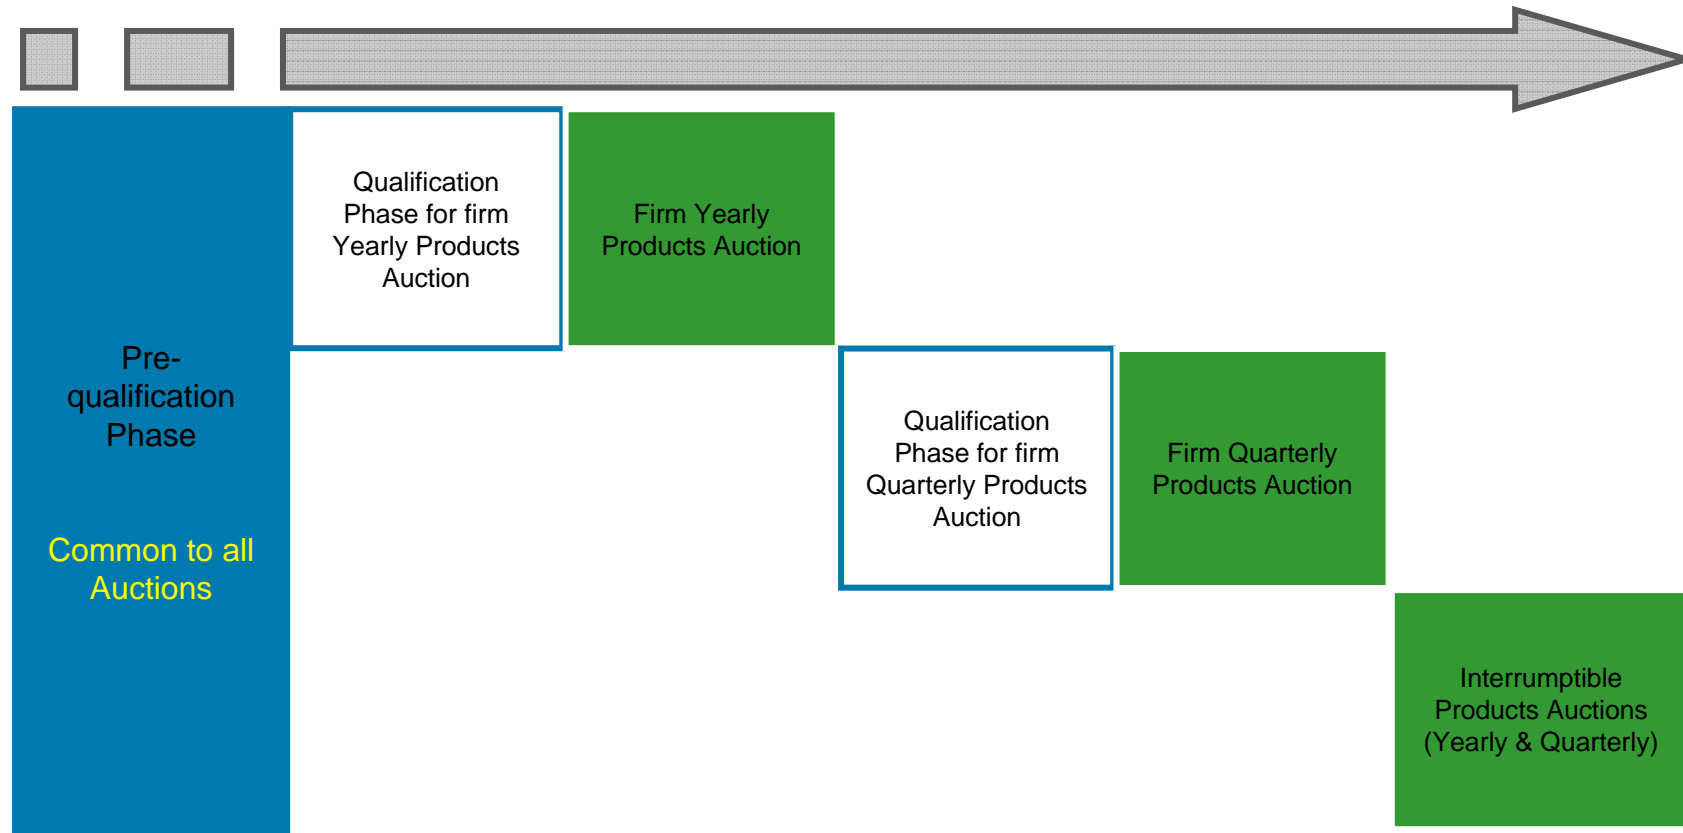 Pre-
qualification
Phase
Common to all
Auctions
Qualification
Phase for firm
Yearly Products
Auction
Firm Yearly
Products Auction
Qualification
Phase for firm
Quarterly Products
Auction
Firm Quarterly
Products Auction
Interrumptible
Products Auctions
(Yearly & Quarterly)